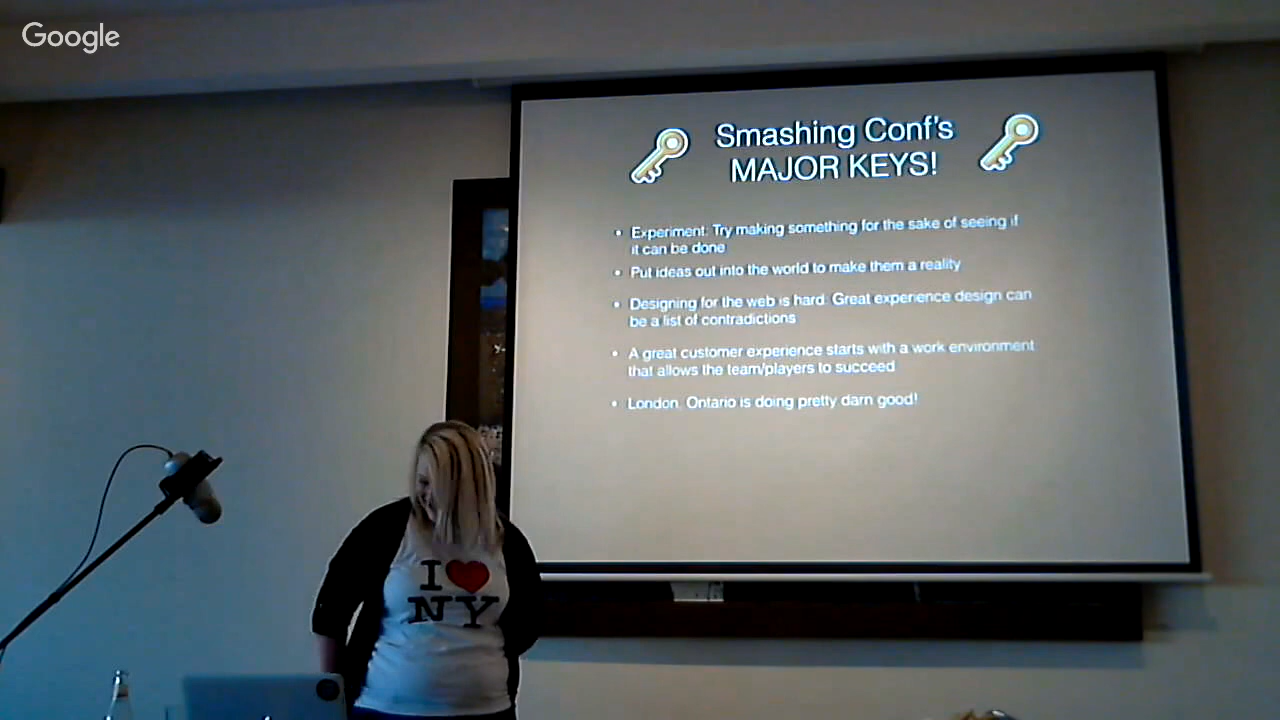 Google
Smashing Conf's
MAJOR KEYS!
• Experiment: Try making something for the sake of seeing if
it can be done
• Put ideas out into the world to make them a reality
• Designing for the web is hard. Great experience design can
be a list of contradictions
• A great customer experience starts with a work environment
that allows the team/players to succeed
• London, Ontario is doing pretty darn good!
I ❤ NY